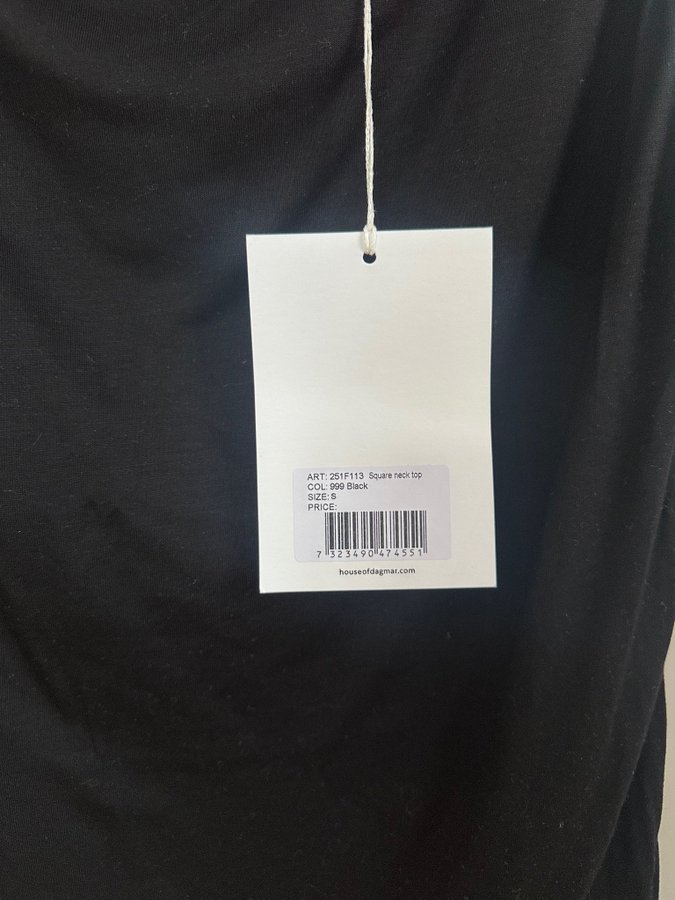 ART: 251F113 Square neck top
COL: 999 Black
SIZE: S
PRICE:
7 323490 474551
houseofdagmar.com